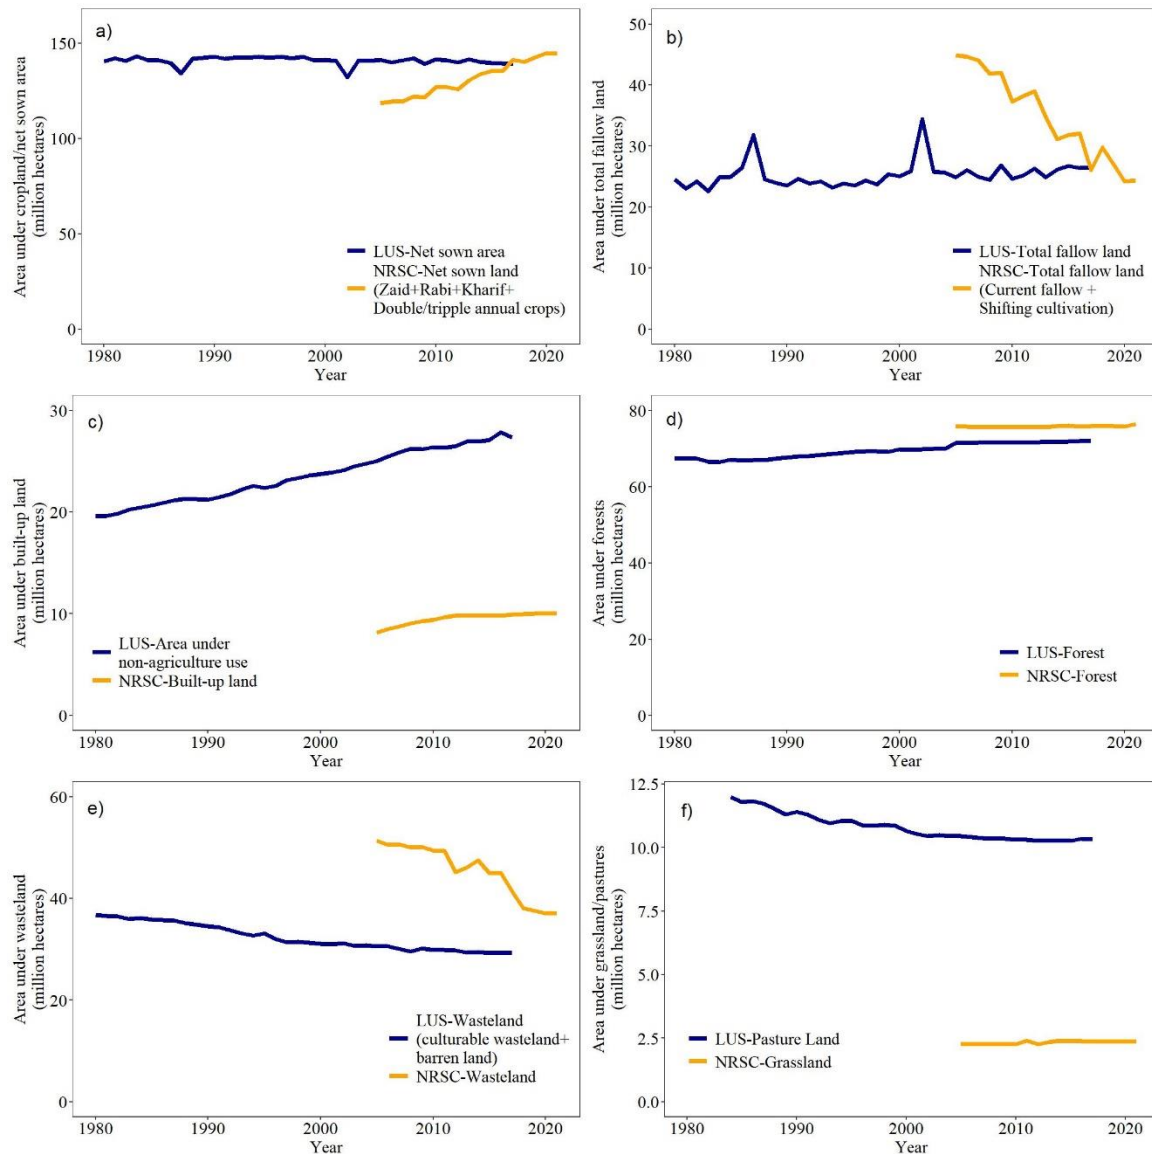 a)
Area under cropland/net sown area
(million hectares)
150
100
50
0
LUS-Net sown area
NRSC-Net sown land
(Zaid+Rabi+Kharif+
Double/tripple annual crops)
1980 1990 2000 2010 2020
Year
b)
Area under total fallow land
(million hectares)
50
40
30
20
10
0
LUS-Total fallow land
NRSC-Total fallow land
(Current fallow +
Shifting cultivation)
1980 1990 2000 2010 2020
Year
c)
Area under built-up land
(million hectares)
30
20
10
0
LUS-Area under
non-agriculture use
NRSC-Built-up land
1980 1990 2000 2010 2020
Year
d)
Area under forests
(million hectares)
80
60
40
20
0
LUS-Forest
NRSC-Forest
1980 1990 2000 2010 2020
Year
e)
Area under wasteland
(million hectares)
60
40
20
0
LUS-Wasteland
(culturable wasteland+
barren land)
NRSC-Wasteland
1980 1990 2000 2010 2020
Year
f)
Area under grassland/pastures
(million hectares)
12.5
10.0
7.5
5.0
2.5
0.0
LUS-Pasture Land
NRSC-Grassland
1980 1990 2000 2010 2020
Year